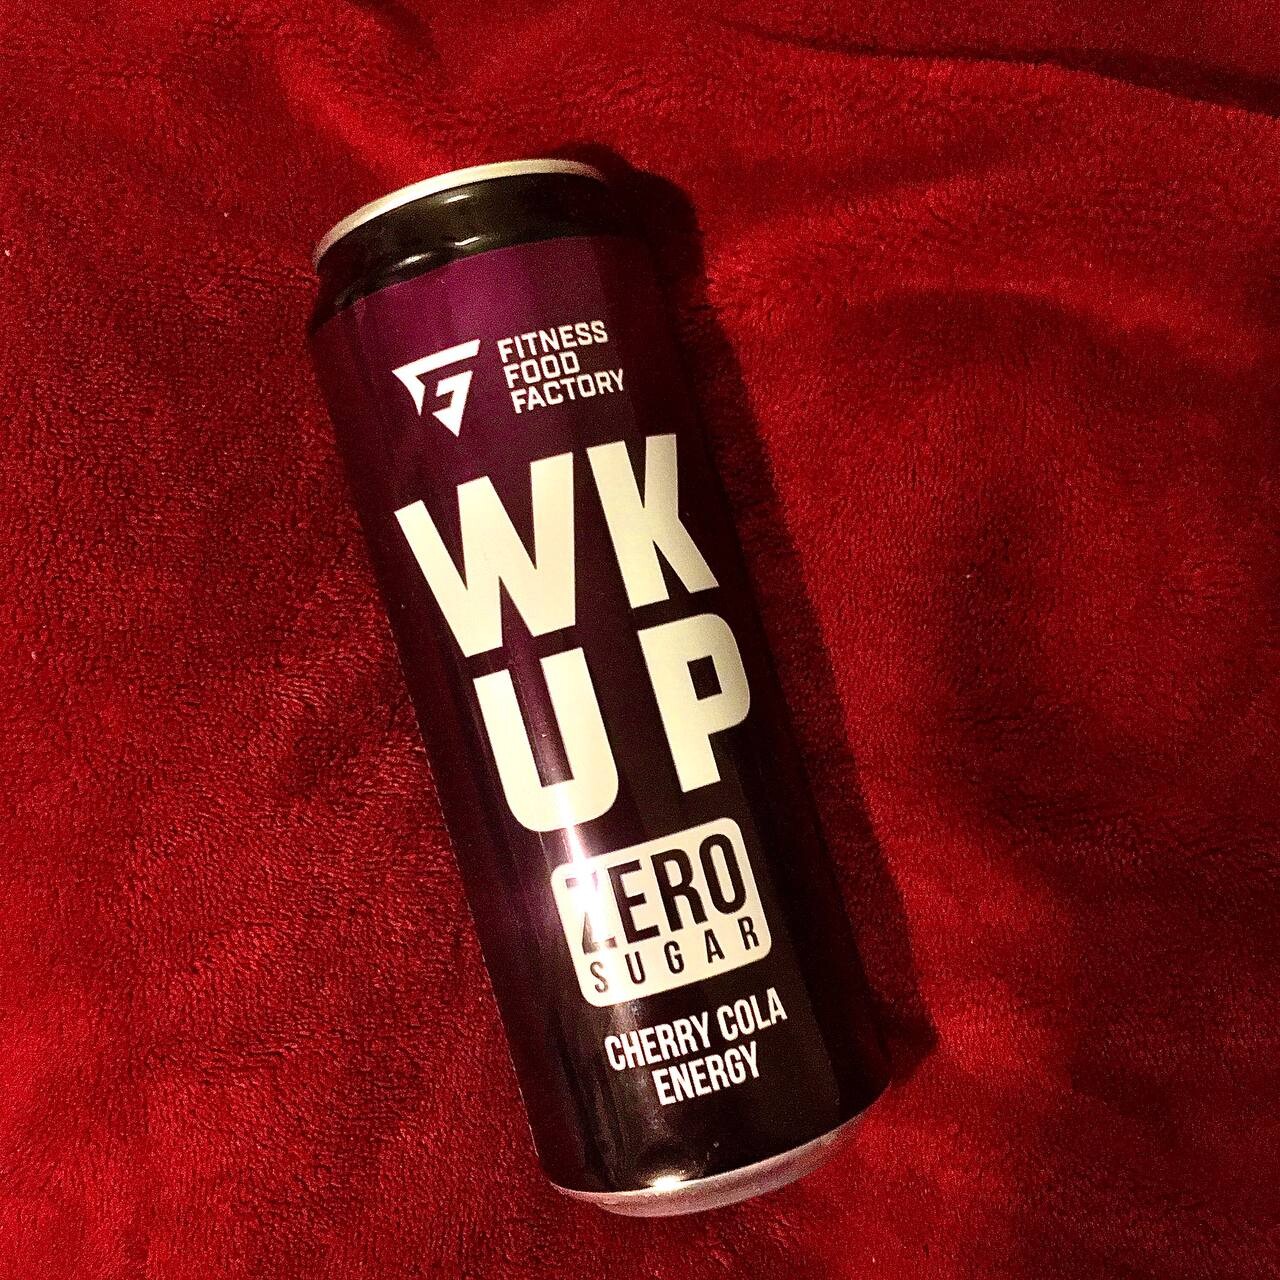 FITNESS
FOOD
FACTORY
WK
UP
ZERO
SUGAR
CHERRY COLA
ENERGY